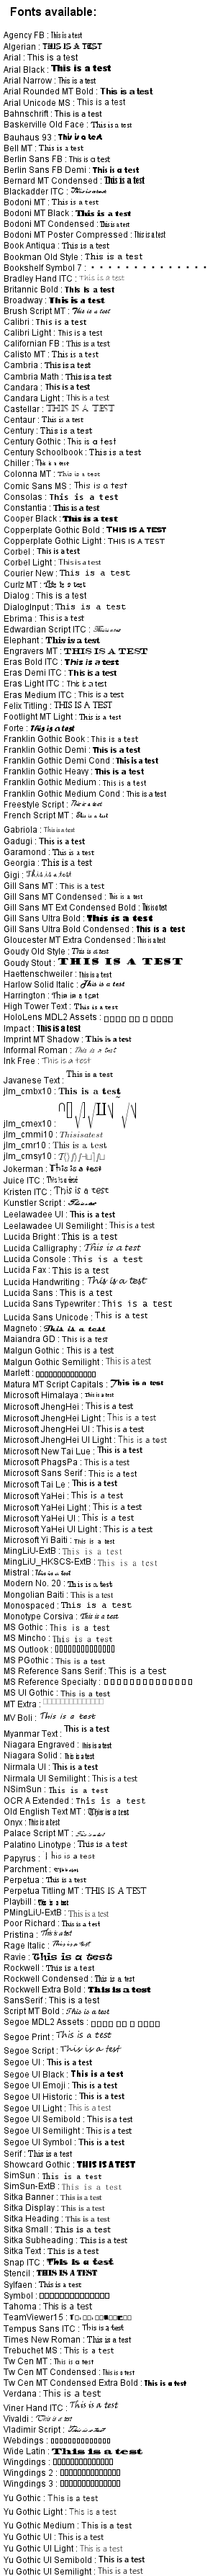 Fonts available:
Agency FB : This is a test
Algerian : THIS IS A TEST
Arial : This is a test
Arial Black : This is a test
Arial Narrow : This is a test
Arial Rounded MT Bold : This is a test
Arial Unicode MS : This is a test
Bahnschrift : This is a test
Baskerville Old Face : This is a test
Bauhaus 93 : This is a test
Bell MT : This is a test
Berlin Sans FB : This is a test
Berlin Sans FB Demi : This is a test
Bernard MT Condensed : This is a test
Blackadder ITC : This is a test
Bodoni MT : This is a test
Bodoni MT Black : This is a test
Bodoni MT Condensed : This is a test
Bodoni MT Poster Compressed : This is a test
Book Antiqua : This is a test
Bookman Old Style : This is a test
Bookshelf Symbol 7 :
Bradley Hand ITC : This is a test
Britannic Bold : This is a test
Broadway : This is a test
Brush Script MT : This is a test
Calibri : This is a test
Calibri Light : This is a test
Californian FB : This is a test
Calisto MT : This is a test
Cambria : This is a test
Cambria Math : This is a test
Candara : This is a test
Candara Light : This is a test
Castellar : THIS IS A TEST
Centaur : This is a test
Century : This is a test
Century Gothic : This is a test
Century Schoolbook : This is a test
Chiller : This is a test
Colonna MT : This is a test
Comic Sans MS : This is a test
Consolas : This is a test
Constantia : This is a test
Cooper Black : This is a test
Copperplate Gothic Bold : THIS IS A TEST
Copperplate Gothic Light : THIS IS A TEST
Corbel : This is a test
Corbel Light : This is a test
Courier New : This is a test
Curlz MT : This is a test
Dialog : This is a test
DialogInput : This is a test
Ebrima : This is a test
Edwardian Script ITC : This is a test
Elephant : This is a test
Engravers MT : THIS IS A TEST
Eras Bold ITC : This is a test
Eras Demi ITC : This is a test
Eras Light ITC : This is a test
Eras Medium ITC : This is a test
Felix Titling : THIS IS A TEST
Footlight MT Light : This is a test
Forte : This is a test
Franklin Gothic Book : This is a test
Franklin Gothic Demi : This is a test
Franklin Gothic Demi Cond : This is a test
Franklin Gothic Heavy : This is a test
Franklin Gothic Medium : This is a test
Franklin Gothic Medium Cond : This is a test
Freestyle Script : This is a test
French Script MT : This is a test
Gabriola : This is a test
Gadugi : This is a test
Garamond : This is a test
Georgia : This is a test
Gigi : This is a test
Gill Sans MT : This is a test
Gill Sans MT Condensed : This is a test
Gill Sans MT Ext Condensed Bold : This is a test
Gill Sans Ultra Bold : This is a test
Gill Sans Ultra Bold Condensed : This is a test
Gloucester MT Extra Condensed : This is a test
Goudy Old Style : This is a test
Goudy Stout : THIS IS A TEST
Haettenschweiler : This is a test
Harlow Solid Italic : This is a test
Harrington : This is a test
High Tower Text : This is a test
HoloLens MDL2 Assets :
Impact : This is a test
Imprint MT Shadow : This is a test
Informal Roman : This is a test
Ink Free : This is a test
Javanese Text : This is a test
jlm_cmbx10 : This is a test
jlm_cmex10 :
jlm_cmmi10 : Thisisatest
jlm_cmr10 : This is a test
jlm_cmsy10 :
Jokerman : This is a test
Juice ITC : This is a test
Kristen ITC : This is a test
Kunstler Script : This is a test
Leelawadee UI : This is a test
Leelawadee UI Semilight : This is a test
Lucida Bright : This is a test
Lucida Calligraphy : This is a test
Lucida Console : This is a test
Lucida Fax : This is a test
Lucida Handwriting : This is a test
Lucida Sans : This is a test
Lucida Sans Typewriter : This is a test
Lucida Sans Unicode : This is a test
Magneto : This is a test
Maiandra GD : This is a test
Malgun Gothic : This is a test
Malgun Gothic Semilight : This is a test
Marlett :
Matura MT Script Capitals : This is a test
Microsoft Himalaya : This is a test
Microsoft JhengHei : This is a test
Microsoft JhengHei Light : This is a test
Microsoft JhengHei UI : This is a test
Microsoft JhengHei UI Light : This is a test
Microsoft New Tai Lue : This is a test
Microsoft PhagsPa : This is a test
Microsoft Sans Serif : This is a test
Microsoft Tai Le : This is a test
Microsoft YaHei : This is a test
Microsoft YaHei Light : This is a test
Microsoft YaHei UI : This is a test
Microsoft YaHei UI Light : This is a test
Microsoft Yi Baiti : This is a test
MingLiU-ExtB : This is a test
MingLiU_HKSCS-ExtB : This is a test
Mistral : This is a test
Modern No. 20 : This is a test
Mongolian Baiti : This is a test
Monospaced : This is a test
Monotype Corsiva : This is a test
MS Gothic : This is a test
MS Mincho : This is a test
MS Outlook :
MS PGothic : This is a test
MS Reference Sans Serif : This is a test
MS Reference Specialty :
MS UI Gothic : This is a test
MT Extra :
MV Boli : This is a test
Myanmar Text : This is a test
Niagara Engraved : This is a test
Niagara Solid : This is a test
Nirmala UI : This is a test
Nirmala UI Semilight : This is a test
NSimSun : This is a test
OCR A Extended : This is a test
Old English Text MT : This is a test
Onyx : This is a test
Palace Script MT : This is a test
Palatino Linotype : This is a test
Papyrus : This is a test
Parchment : This is a test
Perpetua : This is a test
Perpetua Titling MT : THIS IS A TEST
Playbill : This is a test
PMingLiU-ExtB : This is a test
Poor Richard : This is a test
Pristina : This is a test
Rage Italic : This is a test
Ravie : This is a test
Rockwell : This is a test
Rockwell Condensed : This is a test
Rockwell Extra Bold : This is a test
SansSerif : This is a test
Script MT Bold : This is a test
Segoe MDL2 Assets :
Segoe Print : This is a test
Segoe Script : This is a test
Segoe UI : This is a test
Segoe UI Black : This is a test
Segoe UI Emoji : This is a test
Segoe UI Historic : This is a test
Segoe UI Light : This is a test
Segoe UI Semibold : This is a test
Segoe UI Semilight : This is a test
Segoe UI Symbol : This is a test
Serif : This is a test
Showcard Gothic : THIS IS A TEST
SimSun : This is a test
SimSun-ExtB : This is a test
Sitka Banner : This is a test
Sitka Display : This is a test
Sitka Heading : This is a test
Sitka Small : This is a test
Sitka Subheading : This is a test
Sitka Text : This is a test
Snap ITC : This is a test
Stencil : THIS IS A TEST
Sylfaen : This is a test
Symbol :
Tahoma : This is a test
TeamViewer15 :
Tempus Sans ITC : This is a test
Times New Roman : This is a test
Trebuchet MS : This is a test
Tw Cen MT : This is a test
Tw Cen MT Condensed : This is a test
Tw Cen MT Condensed Extra Bold : This is a test
Verdana : This is a test
Viner Hand ITC : This is a test
Vivaldi : This is a test
Vladimir Script : This is a test
Webdings :
Wide Latin : This is a test
Wingdings :
Wingdings 2 :
Wingdings 3 :
Yu Gothic : This is a test
Yu Gothic Light : This is a test
Yu Gothic Medium : This is a test
Yu Gothic UI : This is a test
Yu Gothic UI Light : This is a test
Yu Gothic UI Semibold : This is a test
Yu Gothic UI Semilight : This is a test